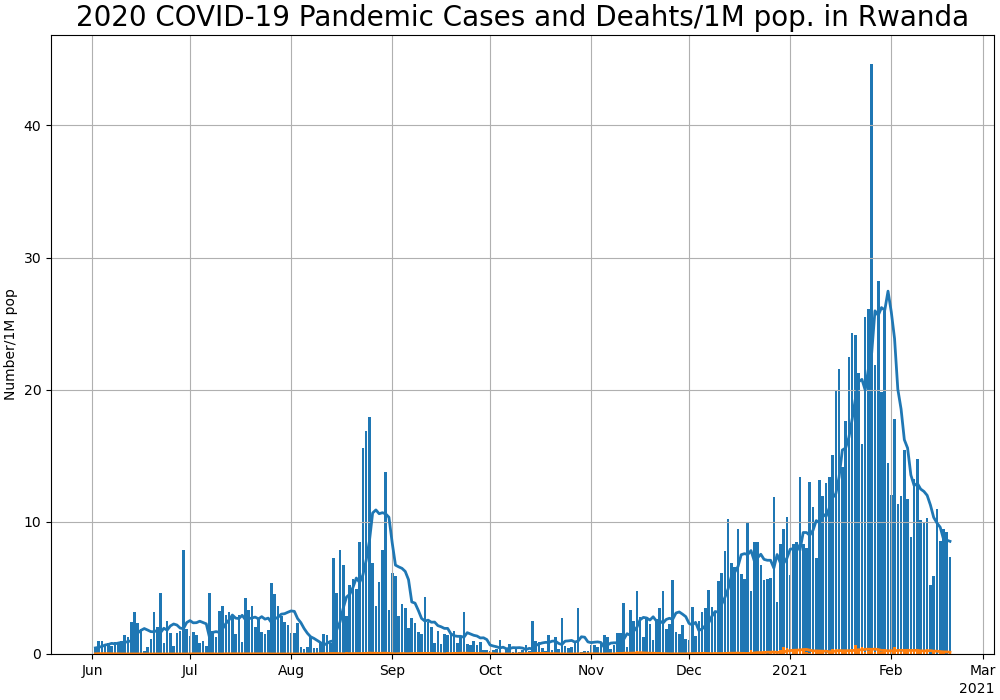 2020 COVID-19 Pandemic Cases and Deahts/1M pop. in Rwanda
Number/1M pop
40
30
20
10
0
Jun Jul Aug Sep Oct Nov Dec 2021 Feb Mar
2021